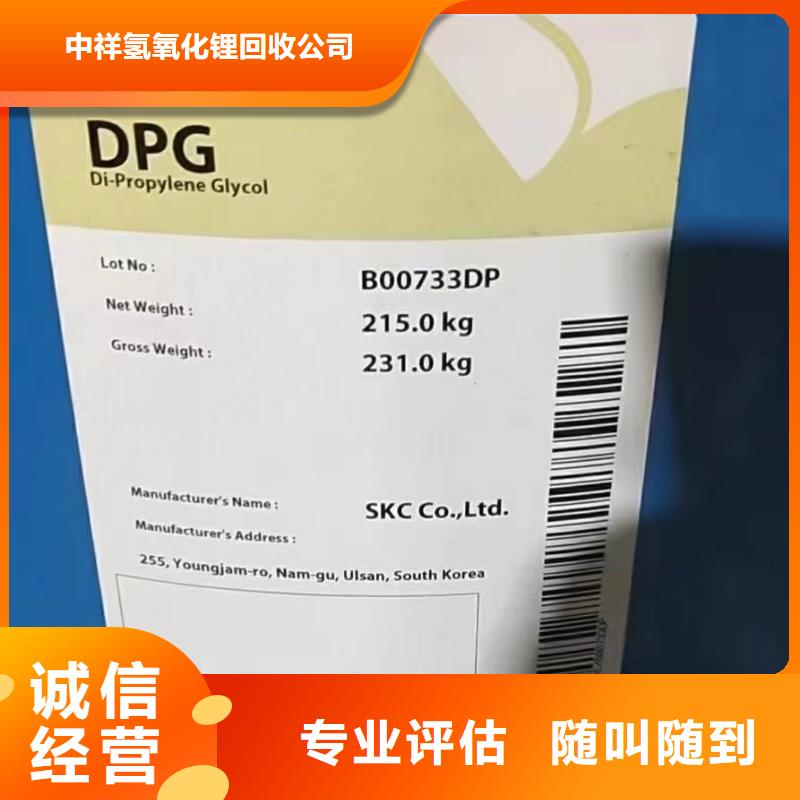 中祥氢氧化锂回收公司
DPG
Di-Propylene Glycol
Lot No :
B00733DP
Net Weight :
215.0 kg
Gross Weight :
231.0 kg
Manufacturer's Name :
SKC Co.,Ltd.
Manufacturer's Address :
255, Youngjam-ro, Nam-gu, Ulsan, South Korea
诚信
经营
专业评估 随叫随到